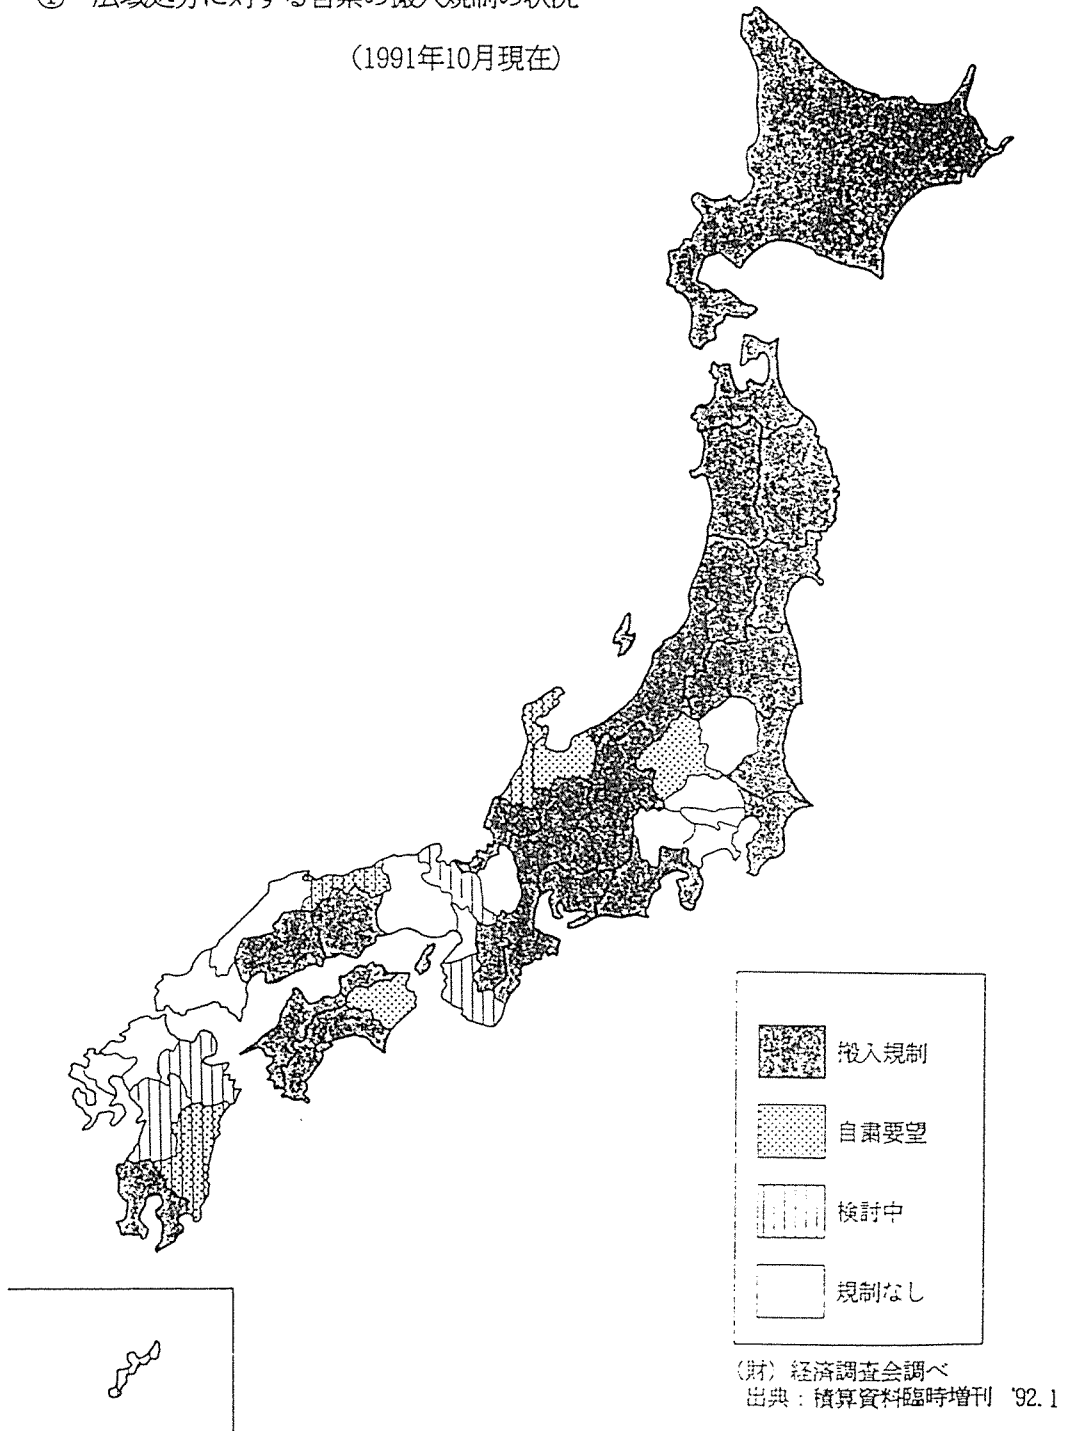 (1991年10月現在)
搬入規制
自粛要望
検討中
規制なし
(財) 経済調査会調べ
出典：積算資料臨時増刊 '92.1